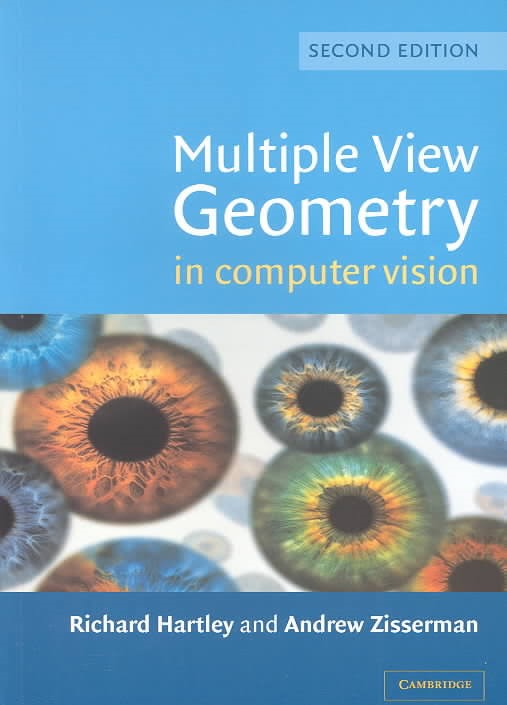 SECOND EDITION
Multiple View
Geometry
in computer vision
Richard Hartley and Andrew Zisserman
CAMBRIDGE